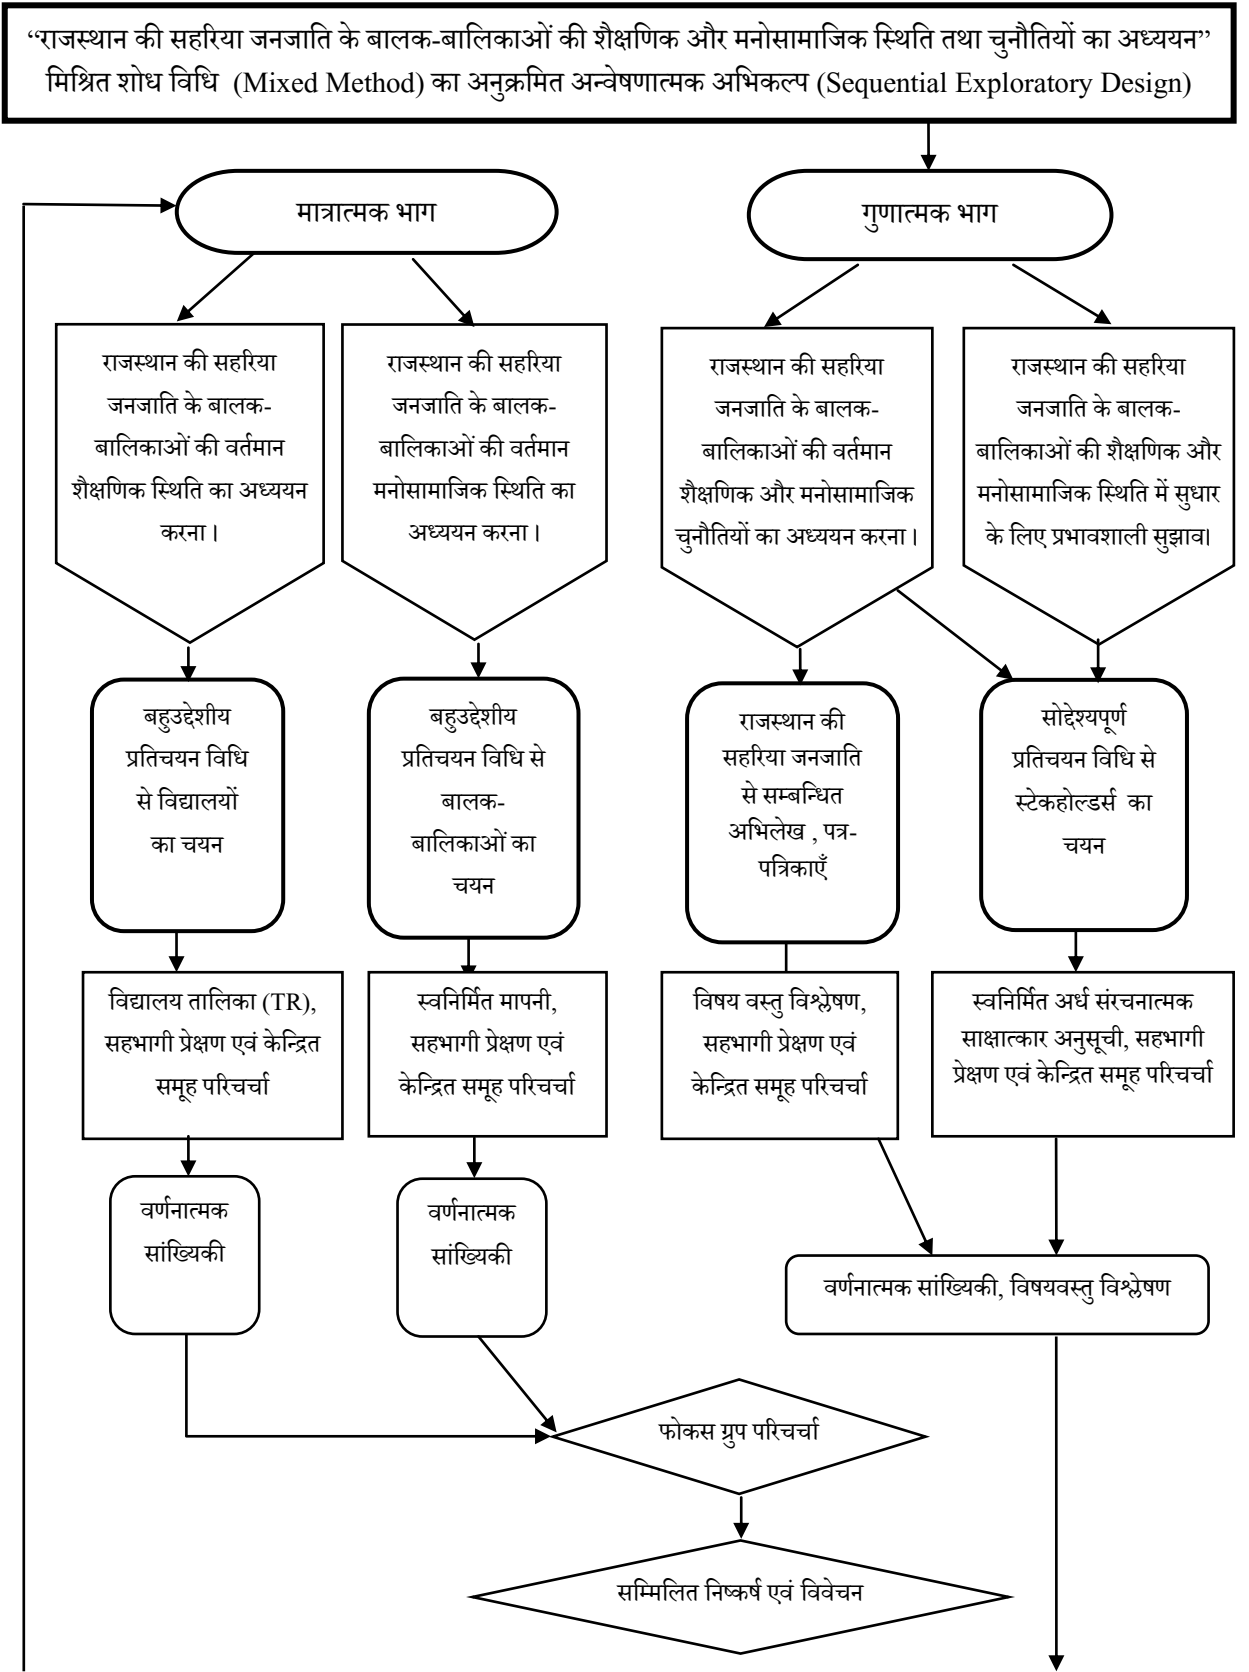 “राजस्थान की सहरिया जनजाति के बालक-बालिकाओं की शैक्षणिक और मनोसामाजिक स्थिति तथा चुनौतियों का अध्ययन”
मिश्रित शोध विधि (Mixed Method) का अनुक्रमित अन्वेषणात्मक अभिकल्प (Sequential Exploratory Design)
मात्रात्मक भाग
गुणात्मक भाग
राजस्थान की सहरिया
जनजाति के बालक-
बालिकाओं की वर्तमान
शैक्षणिक स्थिति का अध्ययन
करना।
राजस्थान की सहरिया
जनजाति के बालक-
बालिकाओं की वर्तमान
मनोसामाजिक स्थिति का
अध्ययन करना।
राजस्थान की सहरिया
जनजाति के बालक-
बालिकाओं की वर्तमान
शैक्षणिक और मनोसामाजिक
चुनौतियों का अध्ययन करना।
राजस्थान की सहरिया
जनजाति के बालक-
बालिकाओं की शैक्षणिक और
मनोसामाजिक स्थिति में सुधार
के लिए प्रभावशाली सुझाव।
बहुउद्देशीय
प्रतिचयन विधि
से विद्यालयों
का चयन
बहुउद्देशीय
प्रतिचयन विधि से
बालक-
बालिकाओं का
चयन
राजस्थान की
सहरिया जनजाति
से सम्बन्धित
अभिलेख , पत्र-
पत्रिकाएँ
सोद्देश्यपूर्ण
प्रतिचयन विधि से
स्टेकहोल्डर्स का
चयन
विद्यालय तालिका (TR),
सहभागी प्रेक्षण एवं केन्द्रित
समूह परिचर्चा
स्वनिर्मित मापनी,
सहभागी प्रेक्षण एवं
केन्द्रित समूह परिचर्चा
विषय वस्तु विश्लेषण,
सहभागी प्रेक्षण एवं
केन्द्रित समूह परिचर्चा
स्वनिर्मित अर्ध संरचनात्मक
साक्षात्कार अनुसूची, सहभागी
प्रेक्षण एवं केन्द्रित समूह परिचर्चा
वर्णनात्मक
सांख्यिकी
वर्णनात्मक
सांख्यिकी
वर्णनात्मक सांख्यिकी, विषयवस्तु विश्लेषण
फोकस ग्रुप परिचर्चा
सम्मिलित निष्कर्ष एवं विवेचन